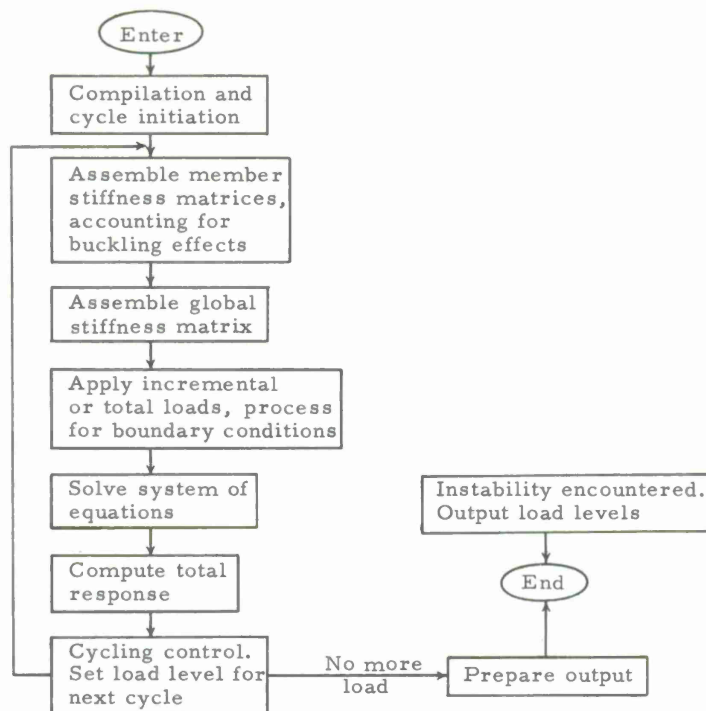 Enter
Compilation and
cycle initiation
Assemble member
stiffness matrices,
accounting for
buckling effects
Assemble global
stiffness matrix
Apply incremental
or total loads, process
for boundary conditions
Solve system of
equations
Compute total
response
Cycling control.
Set load level for
next cycle
No more
load
Prepare output
Instability encountered.
Output load levels
End